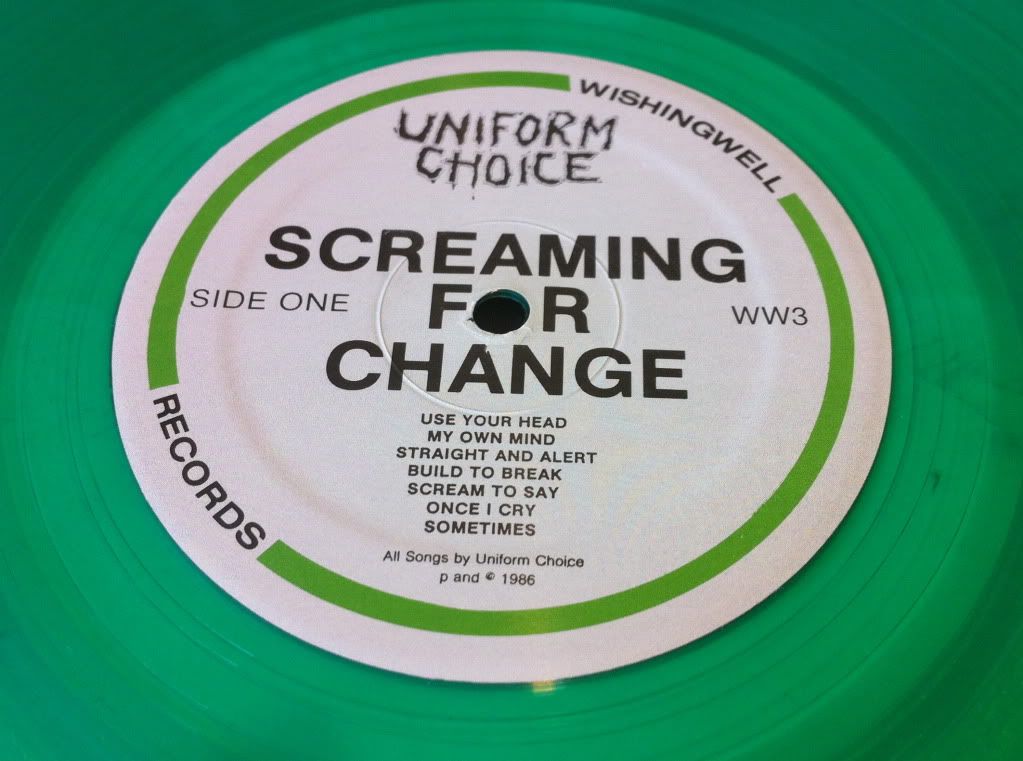 WISHINGWELL
UNIFORM
CHOICE
SCREAMING
SIDE ONE
F R
WW3
CHANGE
RECORDS
USE YOUR HEAD
MY OWN MIND
STRAIGHT AND ALERT
BUILD TO BREAK
SCREAM TO SAY
ONCE I CRY
SOMETIMES
All Songs by Uniform Choice
p and © 1986